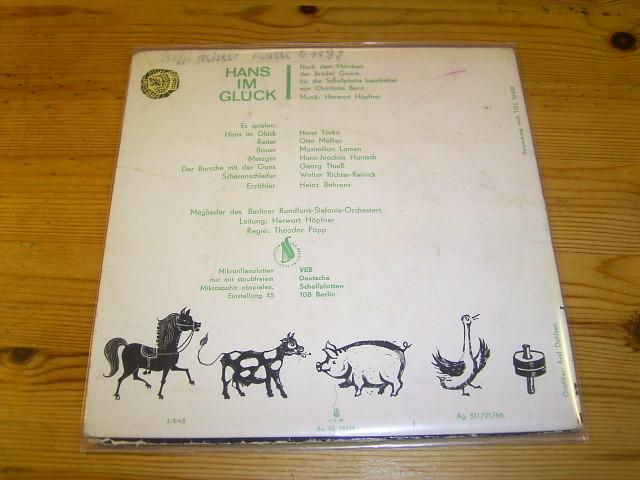 HANS
IM
GLÜCK
Nach dem Märchen
der Brüder Grimm
für die Schallplatte bearbeitet
von Charlotte Benz
Musik: Herwart Höpfner
Es spielen:
Hans im Glück Horst Torka
Reiter Otto Mellies
Bauer Maximilian Larsen
Metzger Hans-Joachim Hanisch
Der Bursche mit der Gans Georg Thieß
Scherenschleifer Walter Richter-Reinick
Erzähler Heinz Behrens
Mitglieder des Berliner Rundfunk-Sinfonie-Orchesters
Leitung: Herwart Höpfner
Regie: Theodor Popp
Mikrorillenplatten VEB
nur mit staubfreiem Deutsche
Mikrosaphir abspielen, Schallplatten
Einstellung 45 108 Berlin
Ag 511/01/66
Verpackung nach TGL